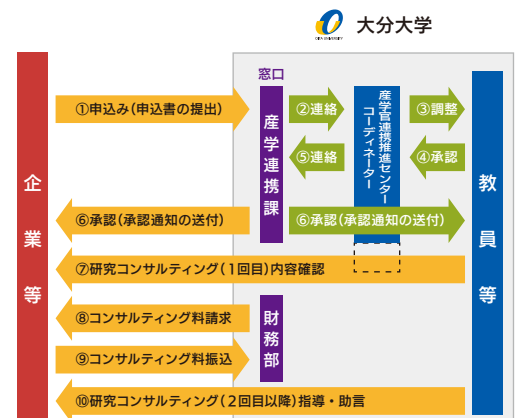 大分大学
窓口
①申込み(申込書の提出)
②連絡
③調整
④承認
⑤連絡
産学連携課
産学官連携推進センター
コーディネーター
企業等
教員等
⑥承認(承認通知の送付)
⑥承認(承認通知の送付)
⑦研究コンサルティング(1回目)内容確認
⑧コンサルティング料請求
財務部
⑨コンサルティング料振込
⑩研究コンサルティング(2回目以降)指導・助言